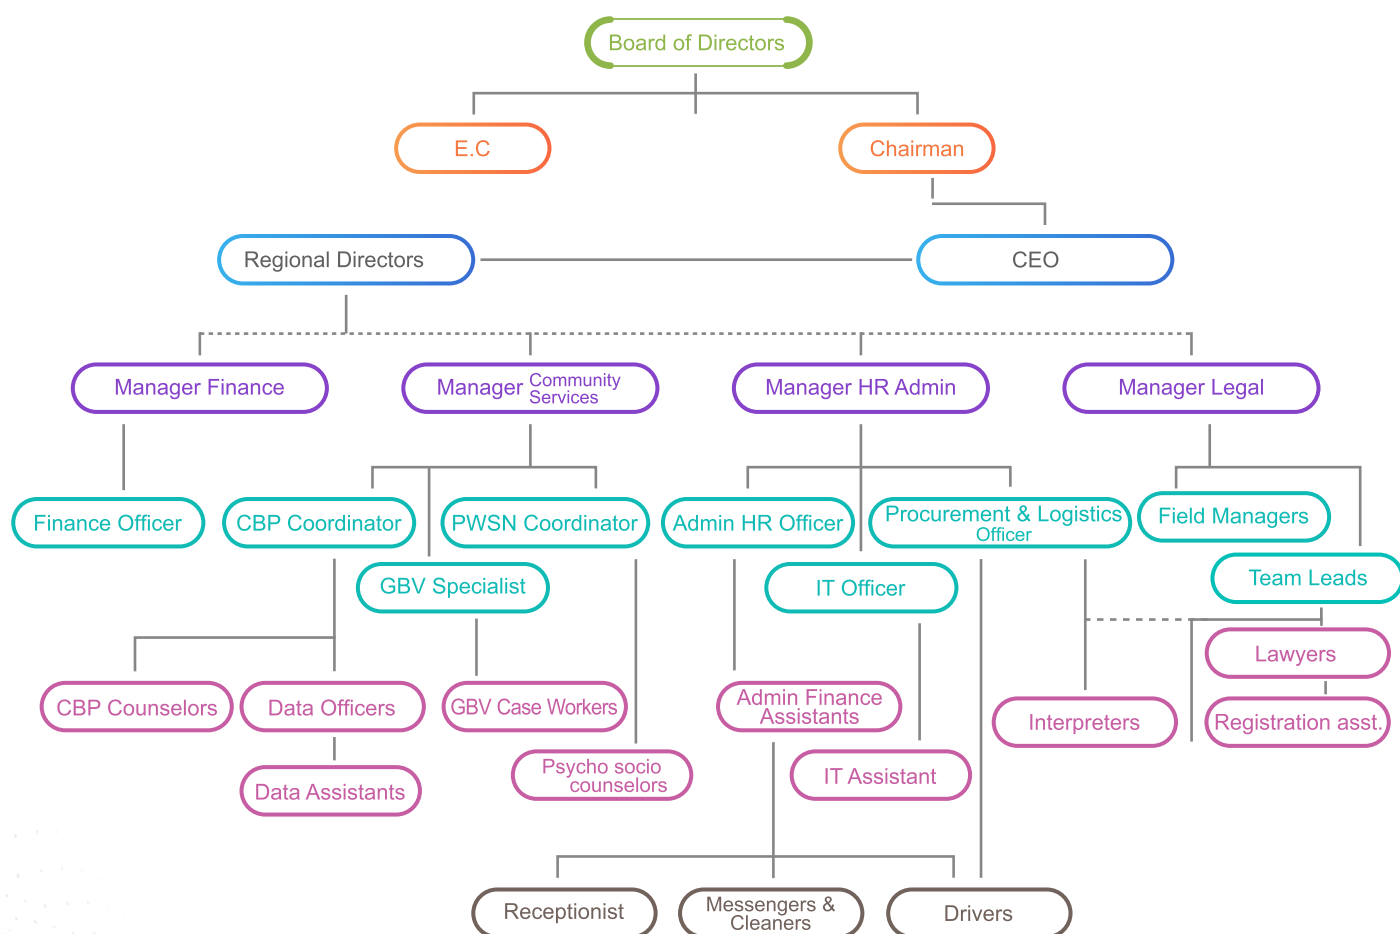 Board of Directors
E.C
Chairman
Regional Directors
CEO
Manager Finance
Manager Community
Services
Manager HR Admin
Manager Legal
Finance Officer
CBP Coordinator
PWSN Coordinator
Admin HR Officer
Procurement & Logistics
Officer
Field Managers
GBV Specialist
IT Officer
Team Leads
Lawyers
CBP Counselors
Data Officers
GBV Case Workers
Admin Finance
Assistants
Interpreters
Registration asst.
Psycho socio
counselors
IT Assistant
Data Assistants
Receptionist
Messengers &
Cleaners
Drivers